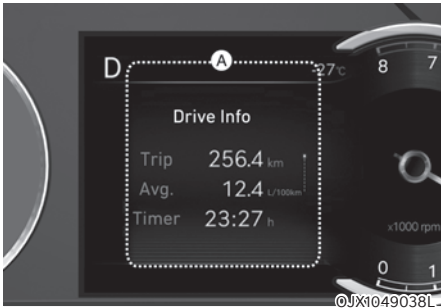 A
D
-27°C
Drive Info
Trip 256.4 km
Avg. 12.4 L/100km
Timer 23:27 h
8 7
x1000 rpm
0 1
OJX1049038L